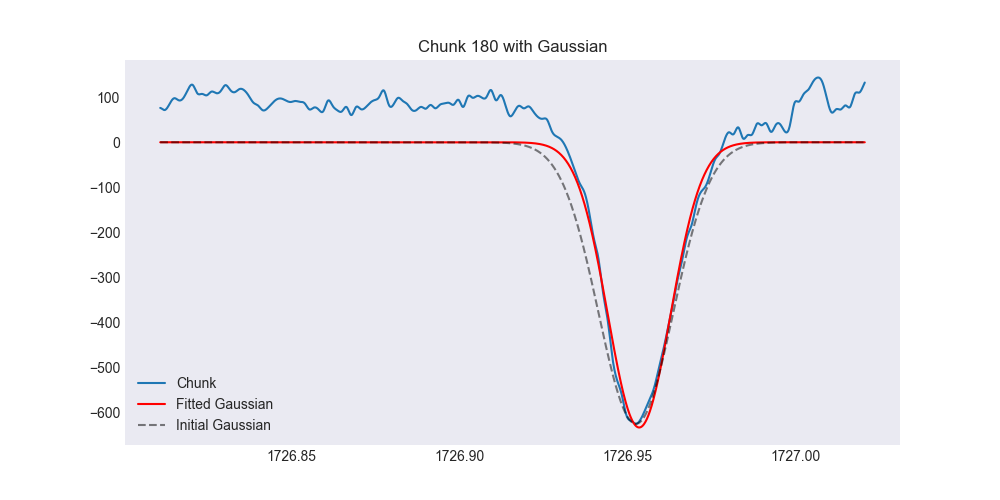 Chunk 180 with Gaussian
100
0
−100
−200
−300
−400
−500
−600
Chunk
Fitted Gaussian
Initial Gaussian
1726.85 1726.90 1726.95 1727.00